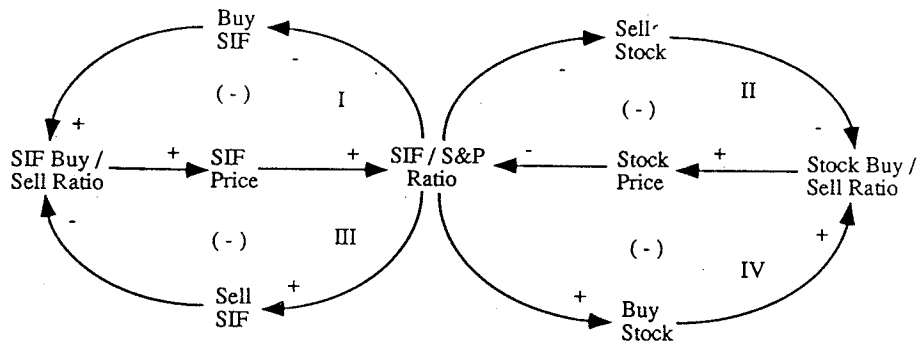 Buy
SIF
-
( - )
I
+
SIF Buy /
Sell Ratio
+
SIF
Price
+
SIF / S&P
Ratio
-
( - )
III
+
Sell
SIF
Sell
Stock
-
( - )
II
-
-
Stock
Price
+
Stock Buy /
Sell Ratio
( - )
+
IV
+
Buy
Stock